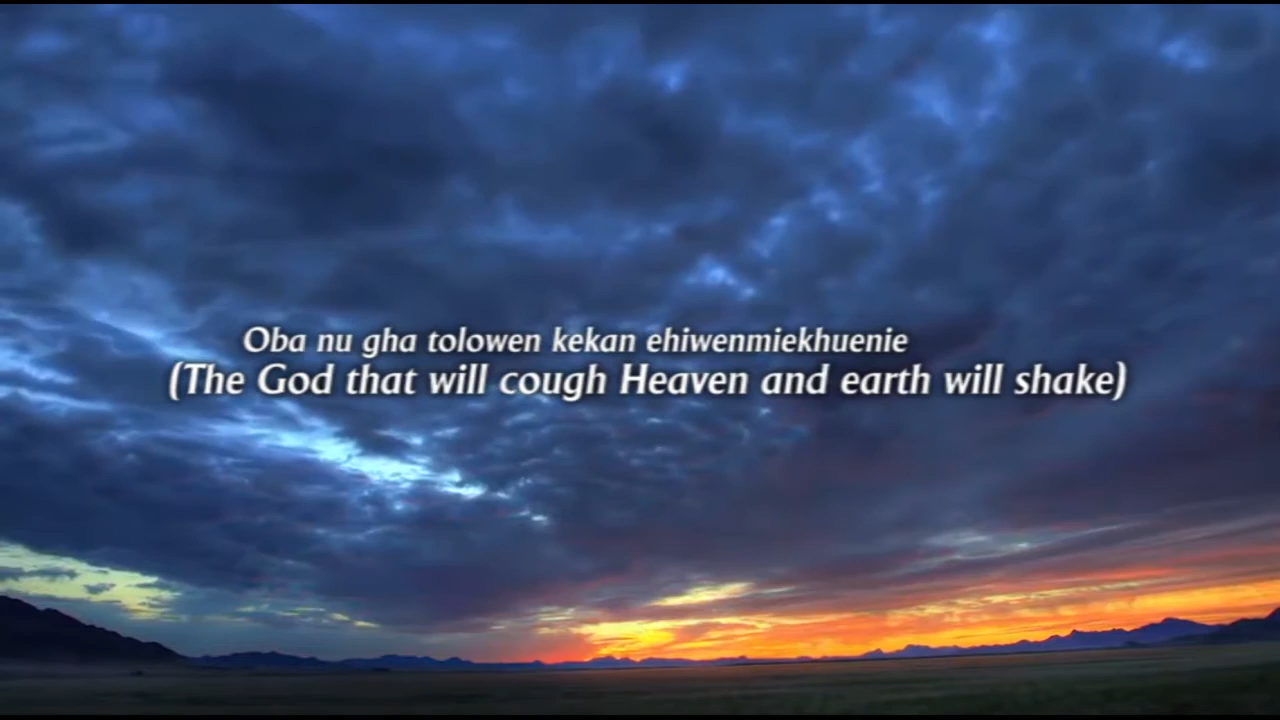 Oba nu gha tolowen kekan ehiwenmiekhuenie
(The God that will cough Heaven and earth will shake)